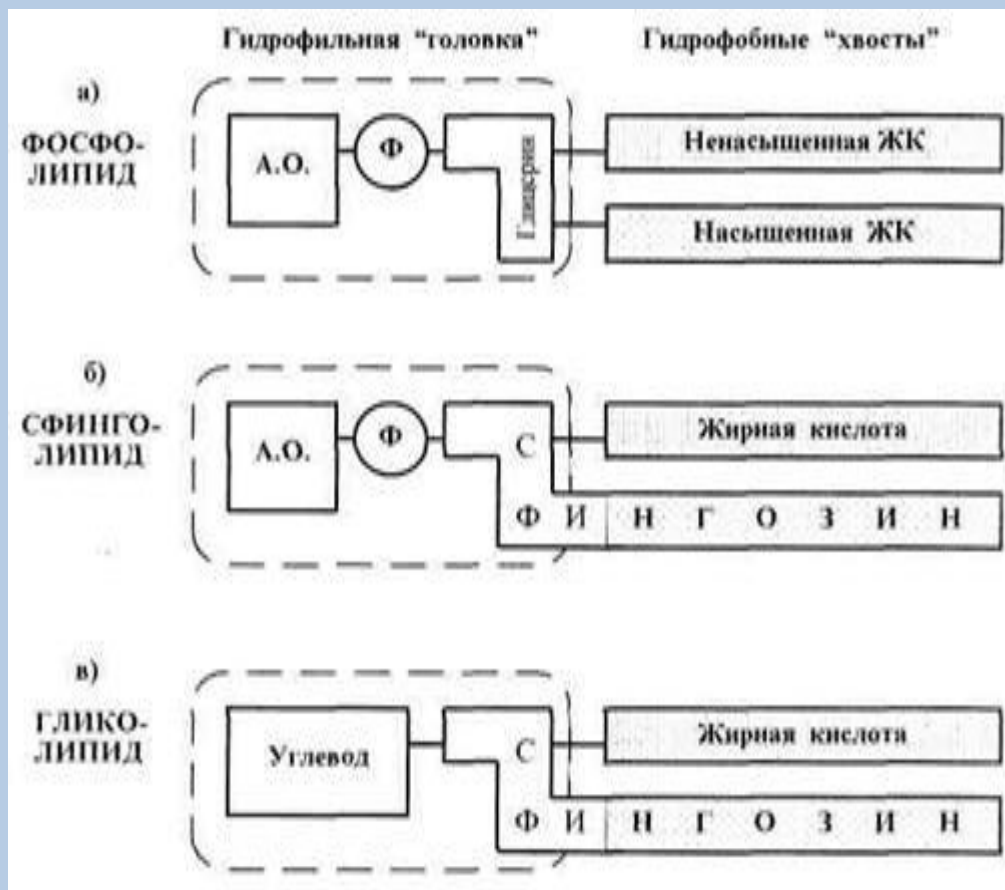 Гидрофильная “головка”
Гидрофобные “хвосты”
а)
ФОСФО-
ЛИПИД
А.О.
Ф
Глицерин
Ненасыщенная ЖК
Насыщенная ЖК
б)
СФИНГО-
ЛИПИД
А.О.
Ф
С
Жирная кислота
Ф И Н Г О З И Н
в)
ГЛИКО-
ЛИПИД
Углевод
С
Жирная кислота
Ф И Н Г О З И Н